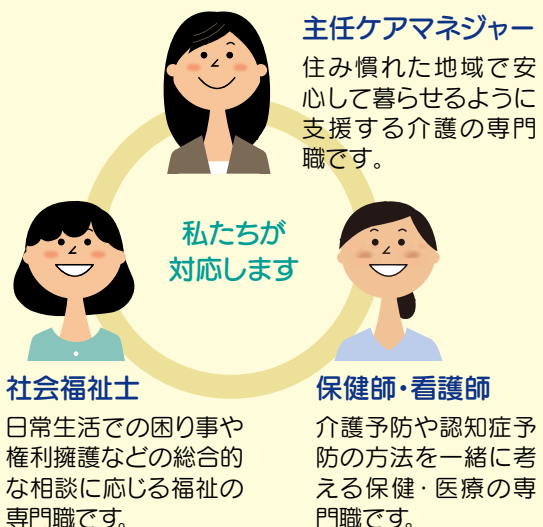 主任ケアマネジャー
住み慣れた地域で安
心して暮らせるように
支援する介護の専門
職です。
私たちが
対応します
社会福祉士
日常生活での困り事や
権利擁護などの総合的
な相談に応じる福祉の
専門職です。
保健師・看護師
介護予防や認知症予
防の方法を一緒に考
える保健・医療の専
門職です。